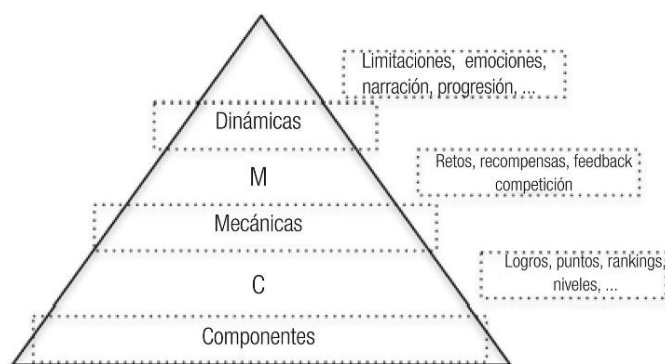 Limitaciones, emociones,
narración, progresión, ...
Dinámicas
M
Retos, recompensas, feedback
competición
Mecánicas
Logros, puntos, rankings,
niveles, ...
C
Componentes